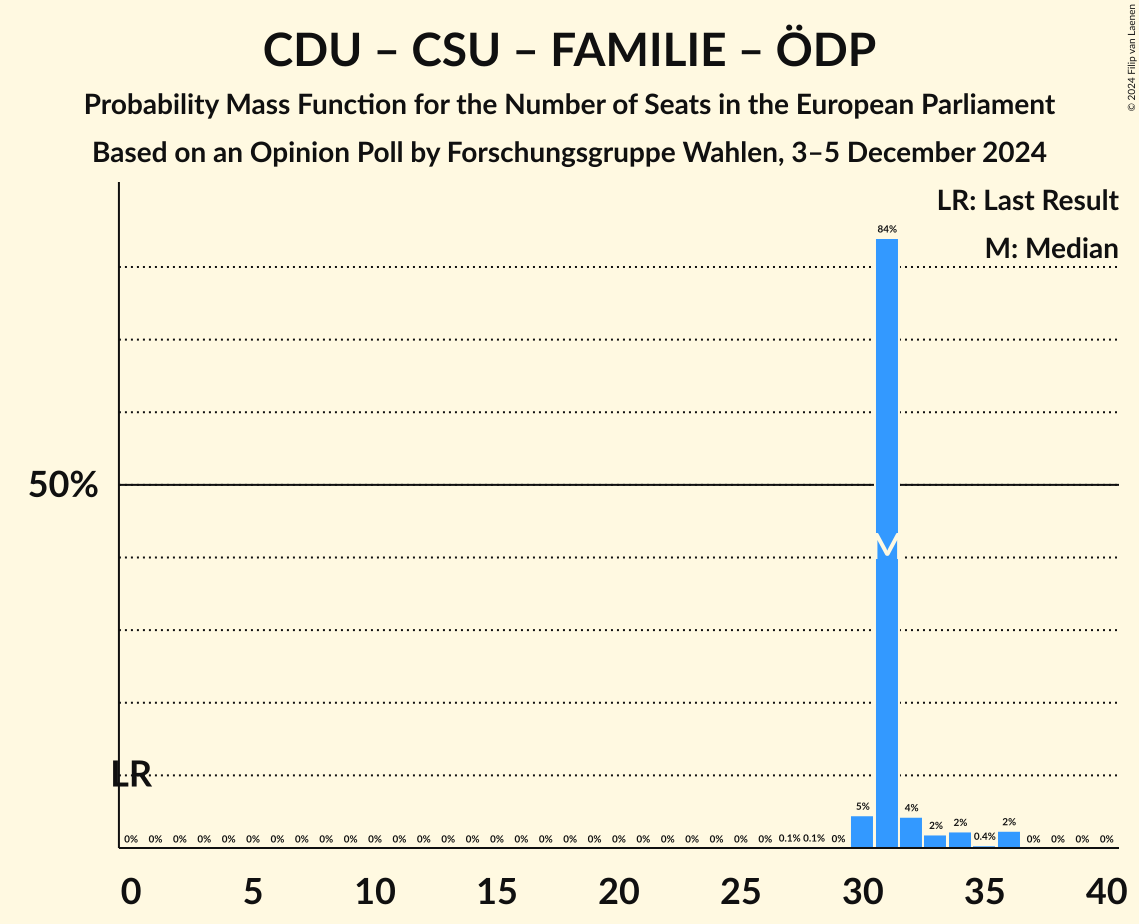 CDU – CSU – FAMILIE – ÖDP
Probability Mass Function for the Number of Seats in the European Parliament
Based on an Opinion Poll by Forschungsgruppe Wahlen, 3–5 December 2024
© 2024 Filip van Laenen
LR: Last Result
M: Median
84%
50%
M
LR
5% 4% 2% 2% 0.4% 2%
0% 0% 0% 0% 0% 0% 0% 0% 0% 0% 0% 0% 0% 0% 0% 0% 0% 0% 0% 0% 0% 0% 0% 0% 0% 0% 0% 0.1% 0.1% 0% 0% 0% 0% 0%
0 5 10 15 20 25 30 35 40